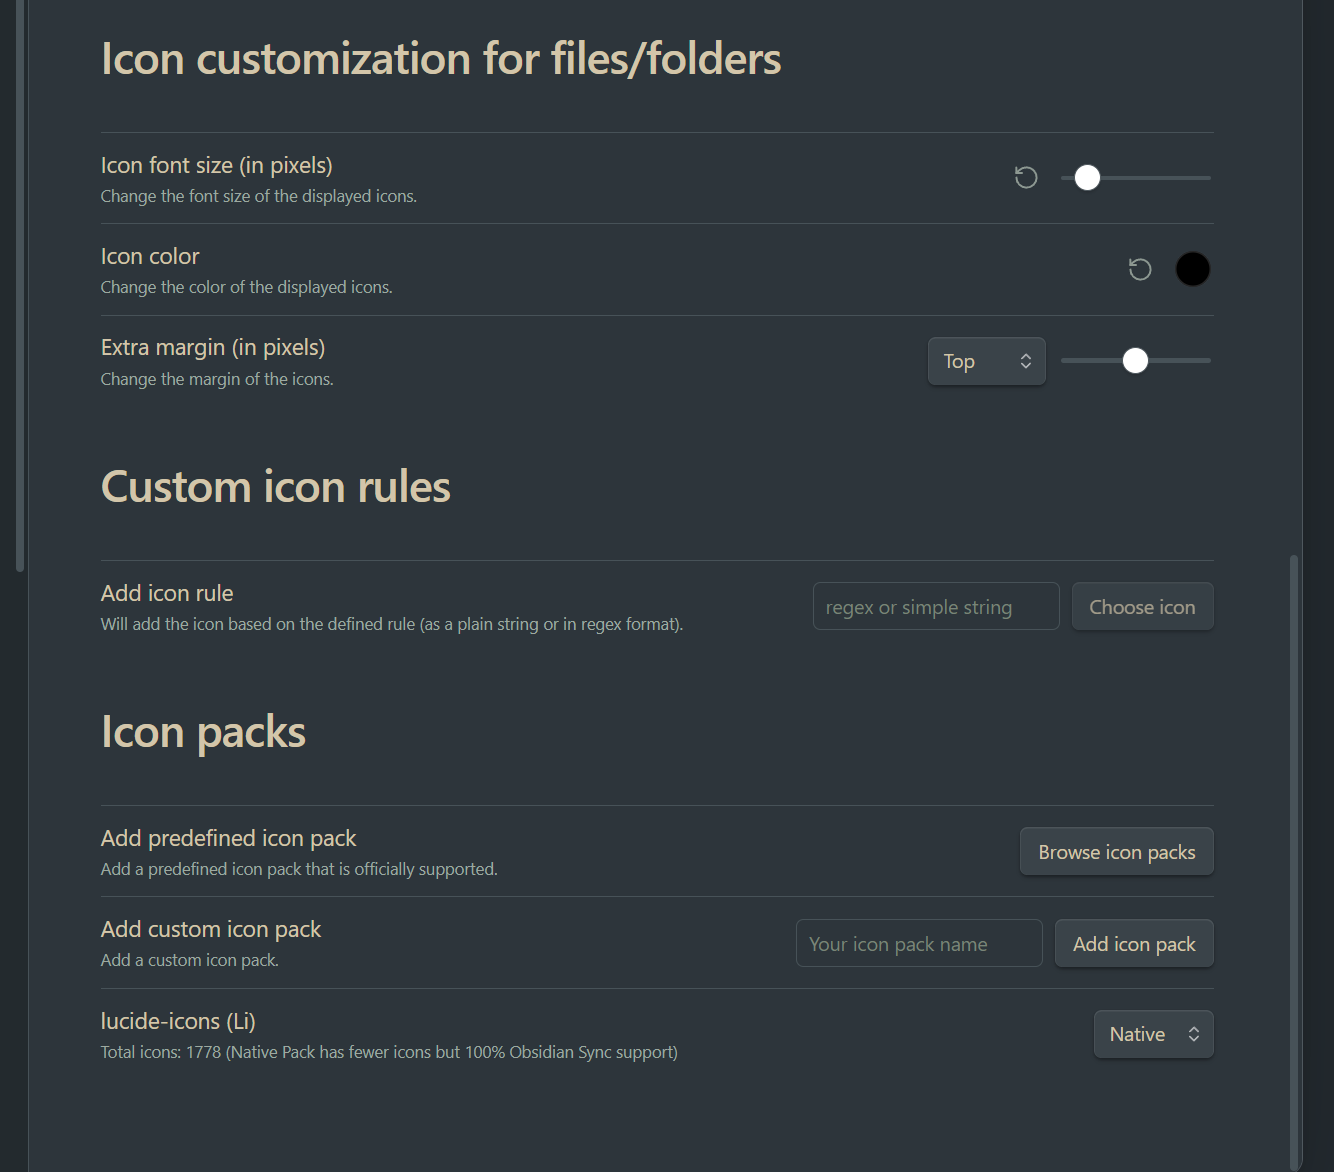 Icon customization for files/folders
Icon font size (in pixels)
Change the font size of the displayed icons.
Icon color
Change the color of the displayed icons.
Extra margin (in pixels)
Change the margin of the icons.
Top
Custom icon rules
Add icon rule
Will add the icon based on the defined rule (as a plain string or in regex format).
regex or simple string
Choose icon
Icon packs
Add predefined icon pack
Add a predefined icon pack that is officially supported.
Browse icon packs
Add custom icon pack
Add a custom icon pack.
Your icon pack name
Add icon pack
lucide-icons (Li)
Total icons: 1778 (Native Pack has fewer icons but 100% Obsidian Sync support)
Native